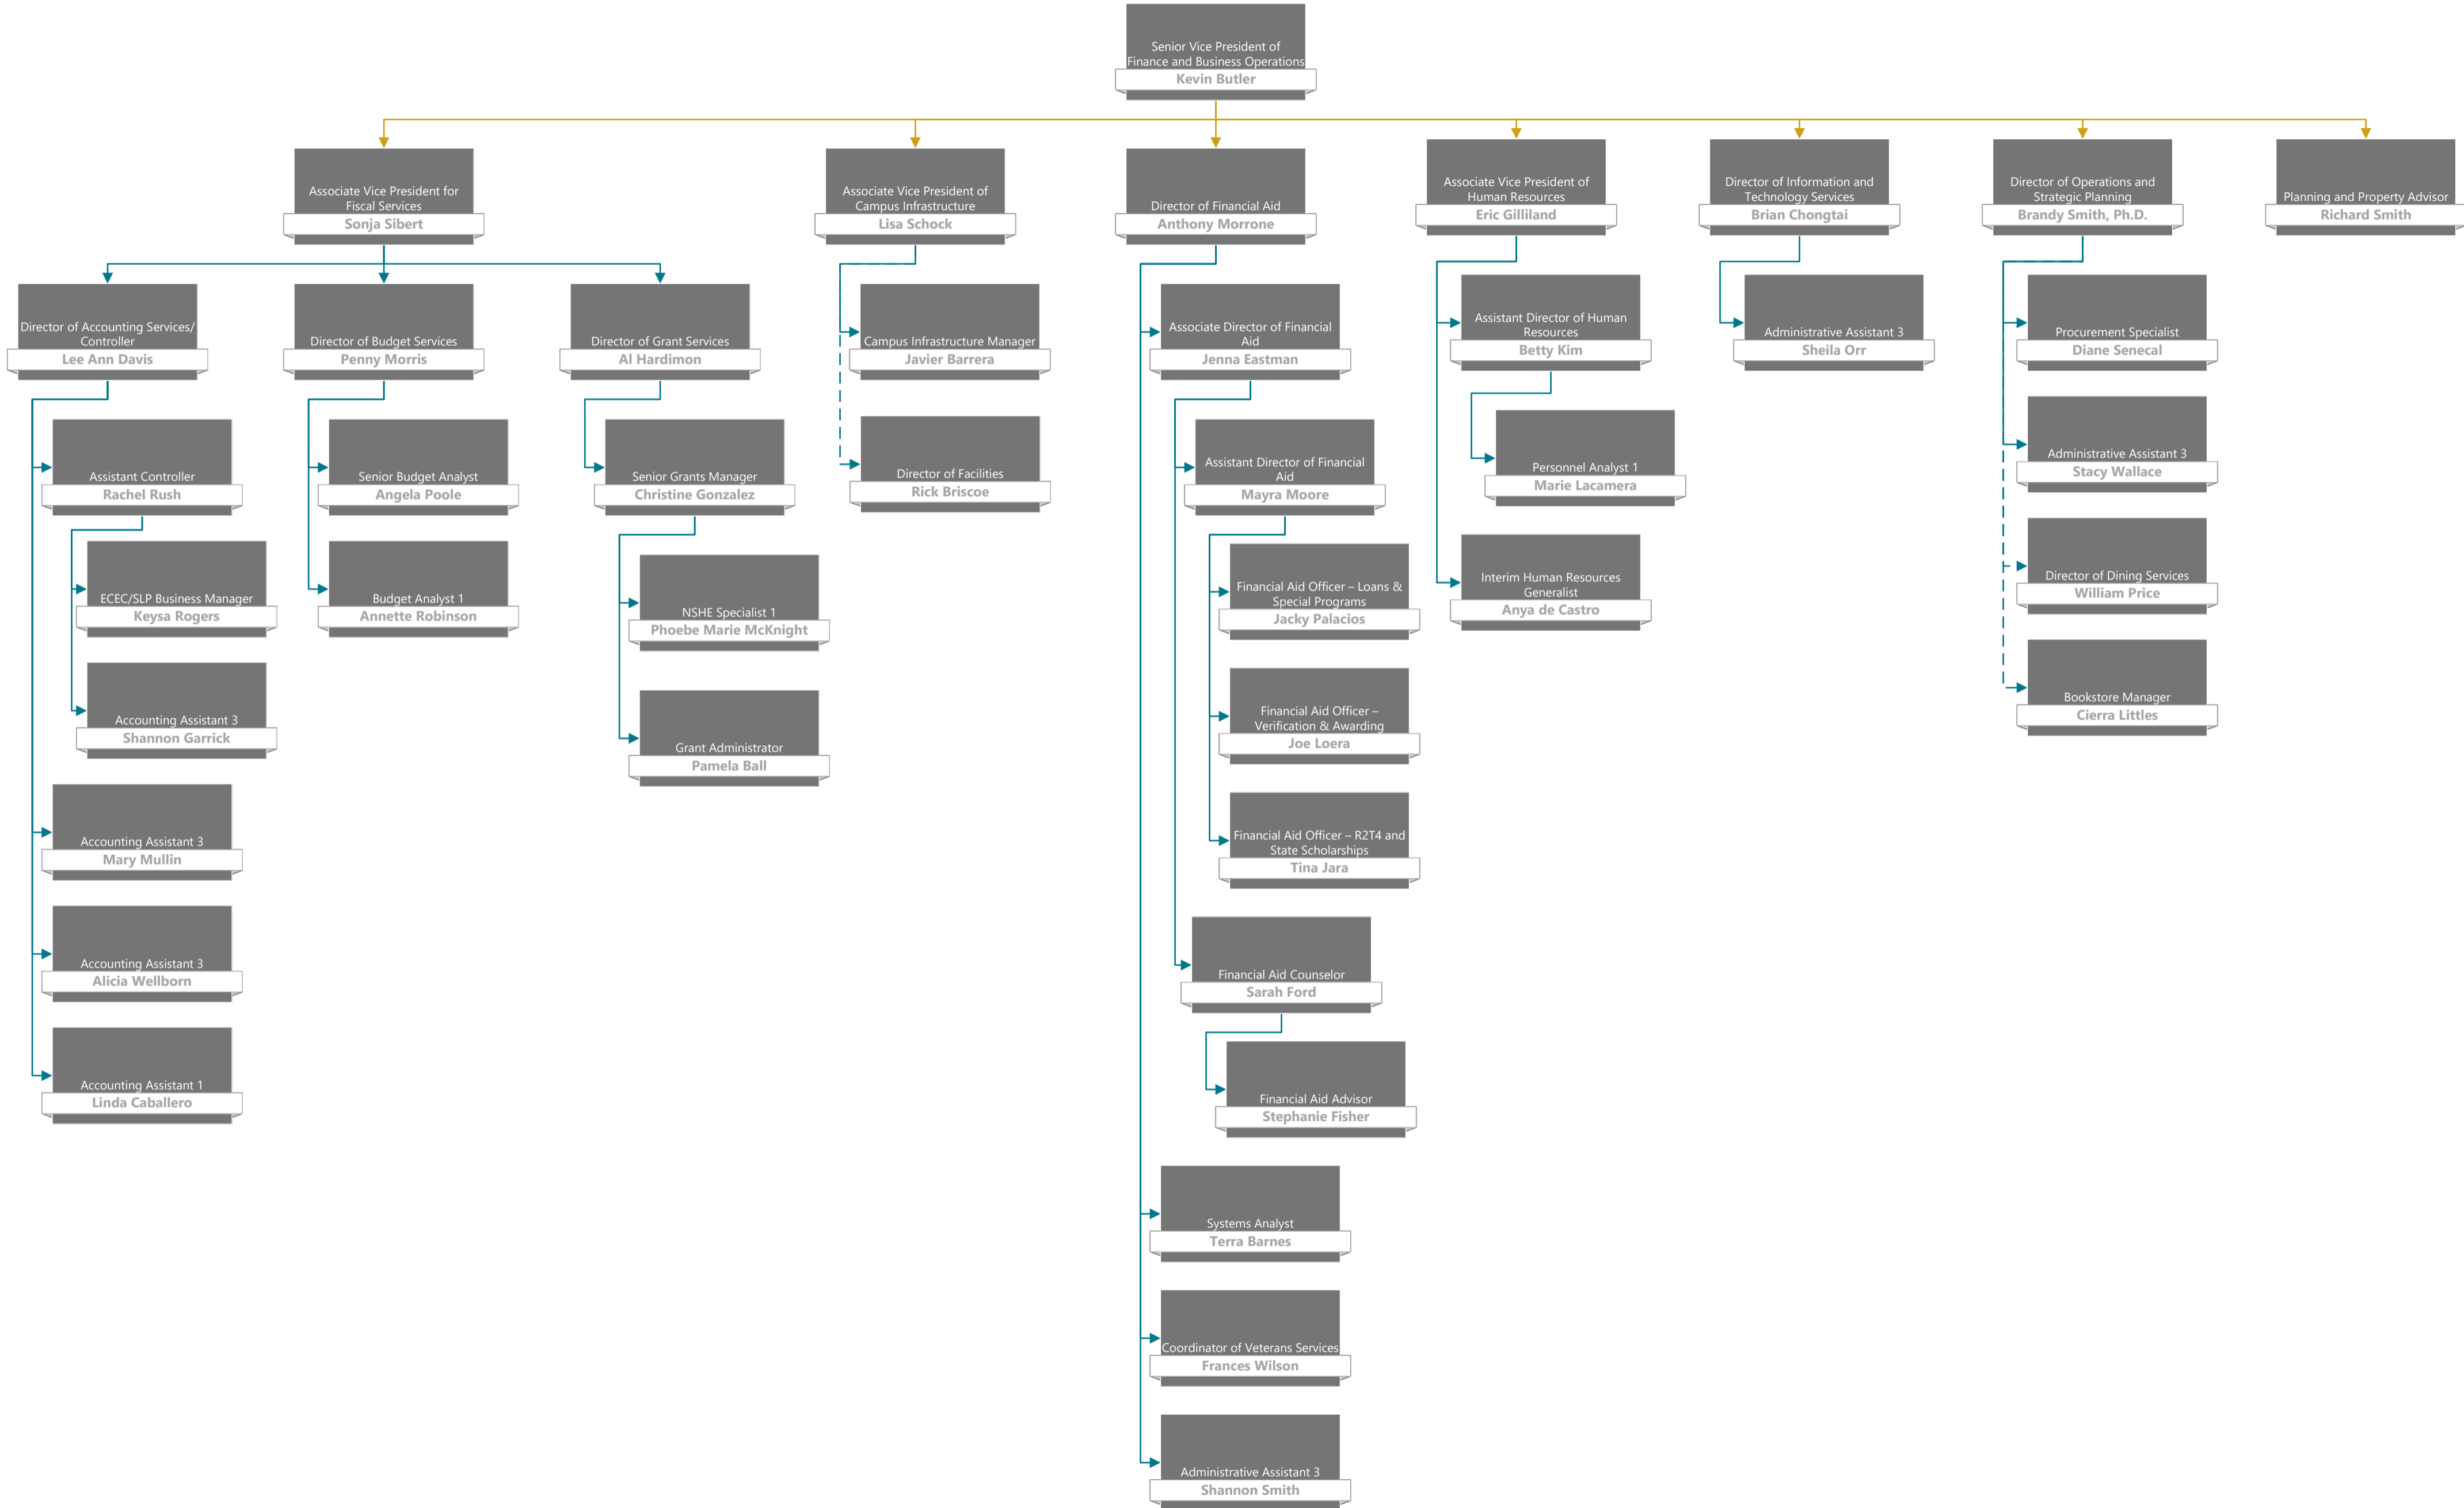 Senior Vice President of
Finance and Business Operations
Kevin Butler
Associate Vice President for
Fiscal Services
Sonja Sibert
Associate Vice President of
Campus Infrastructure
Lisa Schock
Director of Financial Aid
Anthony Morrone
Associate Vice President of
Human Resources
Eric Gilliland
Director of Information and
Technology Services
Brian Chongtai
Director of Operations and
Strategic Planning
Brandy Smith, Ph.D.
Planning and Property Advisor
Richard Smith
Director of Accounting Services/
Controller
Lee Ann Davis
Director of Budget Services
Penny Morris
Director of Grant Services
Al Hardimon
Campus Infrastructure Manager
Javier Barrera
Associate Director of Financial
Aid
Jenna Eastman
Assistant Director of Human
Resources
Betty Kim
Administrative Assistant 3
Sheila Orr
Procurement Specialist
Diane Senecal
Assistant Controller
Rachel Rush
Senior Budget Analyst
Angela Poole
Senior Grants Manager
Christine Gonzalez
Director of Facilities
Rick Briscoe
Assistant Director of Financial
Aid
Mayra Moore
Personnel Analyst 1
Marie Lacamera
Administrative Assistant 3
Stacy Wallace
ECEC/SLP Business Manager
Keysa Rogers
Budget Analyst 1
Annette Robinson
NSHE Specialist 1
Phoebe Marie McKnight
Financial Aid Officer – Loans &
Special Programs
Jacky Palacios
Interim Human Resources
Generalist
Anya de Castro
Director of Dining Services
William Price
Accounting Assistant 3
Shannon Garrick
Grant Administrator
Pamela Ball
Financial Aid Officer –
Verification & Awarding
Joe Loera
Bookstore Manager
Cierra Littles
Accounting Assistant 3
Mary Mullin
Financial Aid Officer – R2T4 and
State Scholarships
Tina Jara
Accounting Assistant 3
Alicia Wellborn
Financial Aid Counselor
Sarah Ford
Accounting Assistant 1
Linda Caballero
Financial Aid Advisor
Stephanie Fisher
Systems Analyst
Terra Barnes
Coordinator of Veterans Services
Frances Wilson
Administrative Assistant 3
Shannon Smith